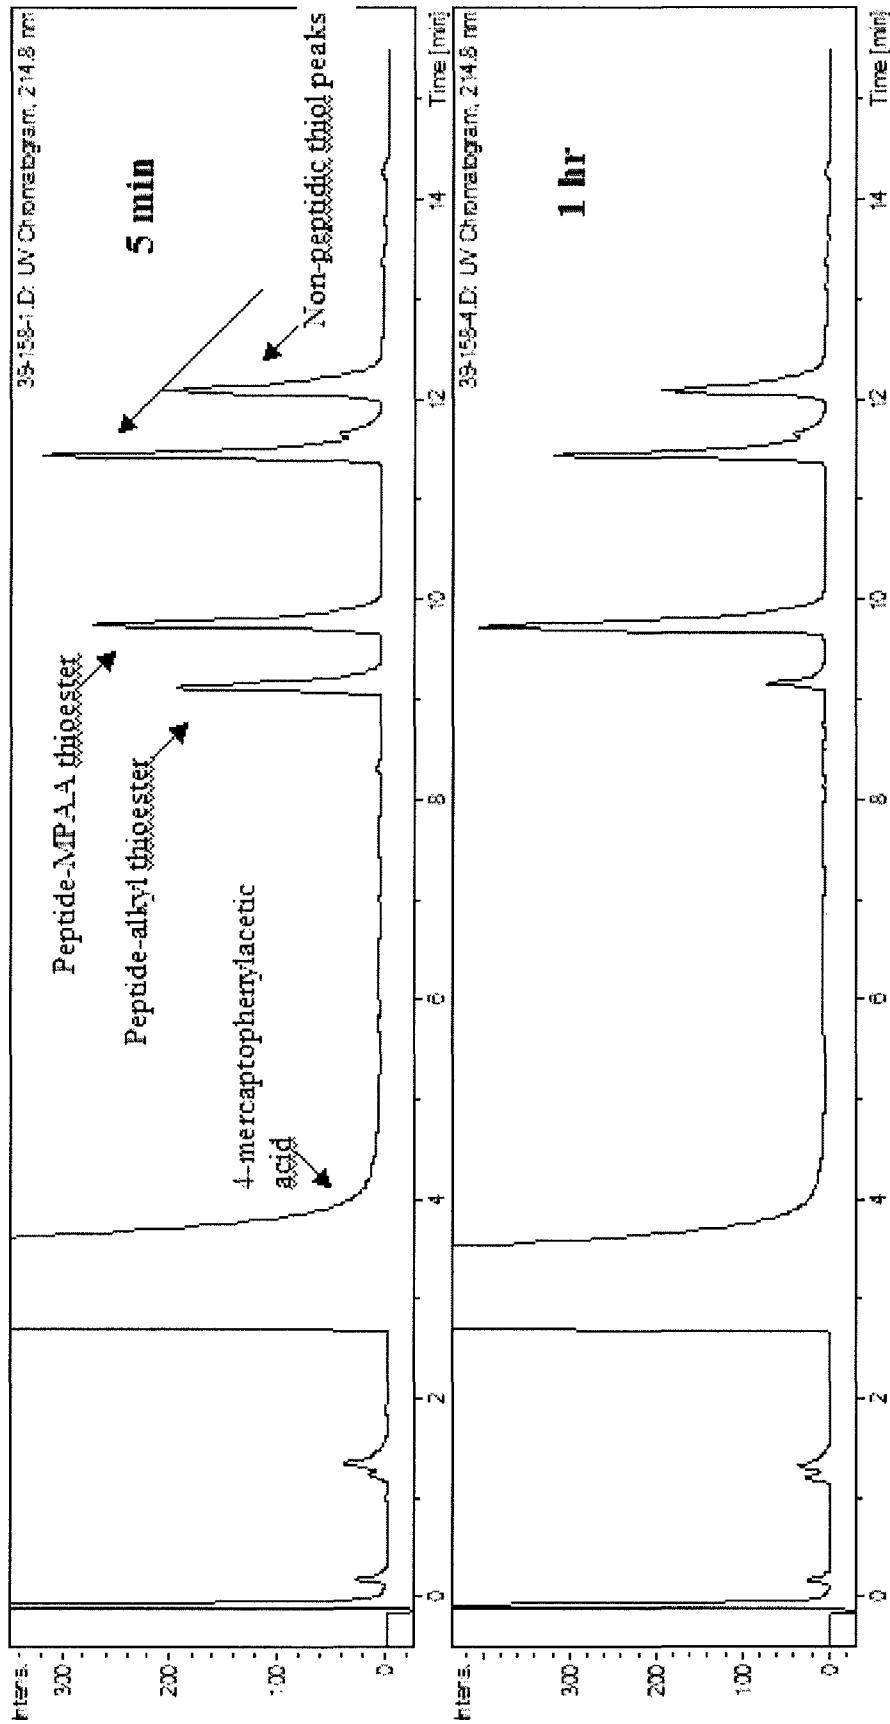 39-158-1.D: UV Chromatogram, 214.8 nm
5 min
Peptide-MPAA thioester
Peptide-alkyl thioester
4-mercaptophenylacetic
acid
Non-peptidic thiol peaks
Intens.
300
200
100
0
0 2 4 6 8 10 12 14 Time [min]
39-158-4.D: UV Chromatogram, 214.8 nm
1 hr
Intens.
300
200
100
0
0 2 4 6 8 10 12 14 Time [min]